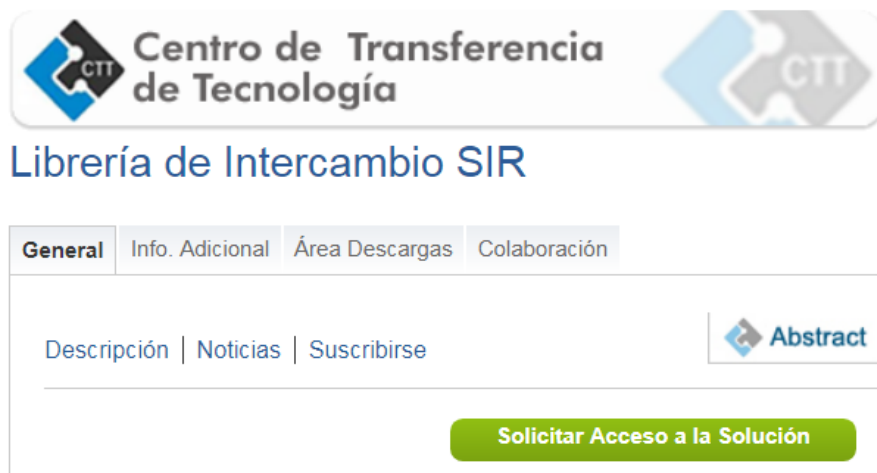 CTT
Centro de Transferencia
de Tecnología
CTT
Librería de Intercambio SIR
General Info. Adicional Área Descargas Colaboración
Descripción | Noticias | Suscribirse
Abstract
Solicitar Acceso a la Solución